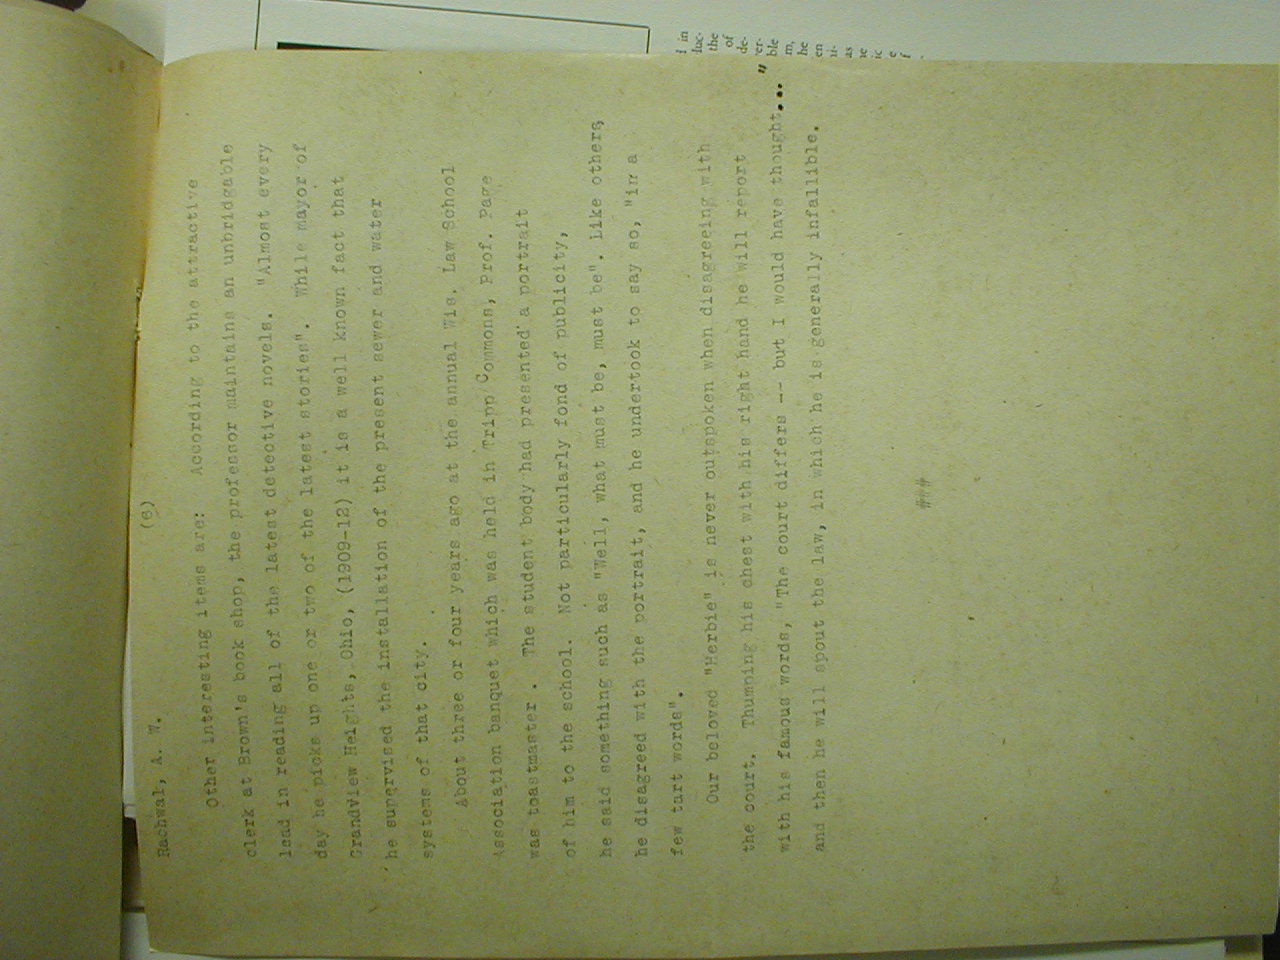 Rachwal, A. W.
(6)
Other interesting items are: According to the attractive
clerk at Brown's book shop, the professor maintains an unbridgable
lead in reading all of the latest detective novels. "Almost every
day he picks up one or two of the latest stories". While mayor of
Grandview Heights, Ohio, (1909-12) it is a well known fact that
he supervised the installation of the present sewer and water
systems of that city.
About three or four years ago at the annual Wis. Law School
Association banquet which was held in Tripp Commons, Prof. Page
was toastmaster . The student body had presented a portrait
of him to the school. Not particularly fond of publicity,
he said something such as "Well, what must be, must be". Like others,
he disagreed with the portrait, and he undertook to say so, "in a
few tart words".
Our beloved "Herbie" is never outspoken when disagreeing with
the court. Thumping his chest with his right hand he will report
with his famous words, "The court differs -- but I would have thought..."
and then he will spout the law, in which he is generally infallible.
###